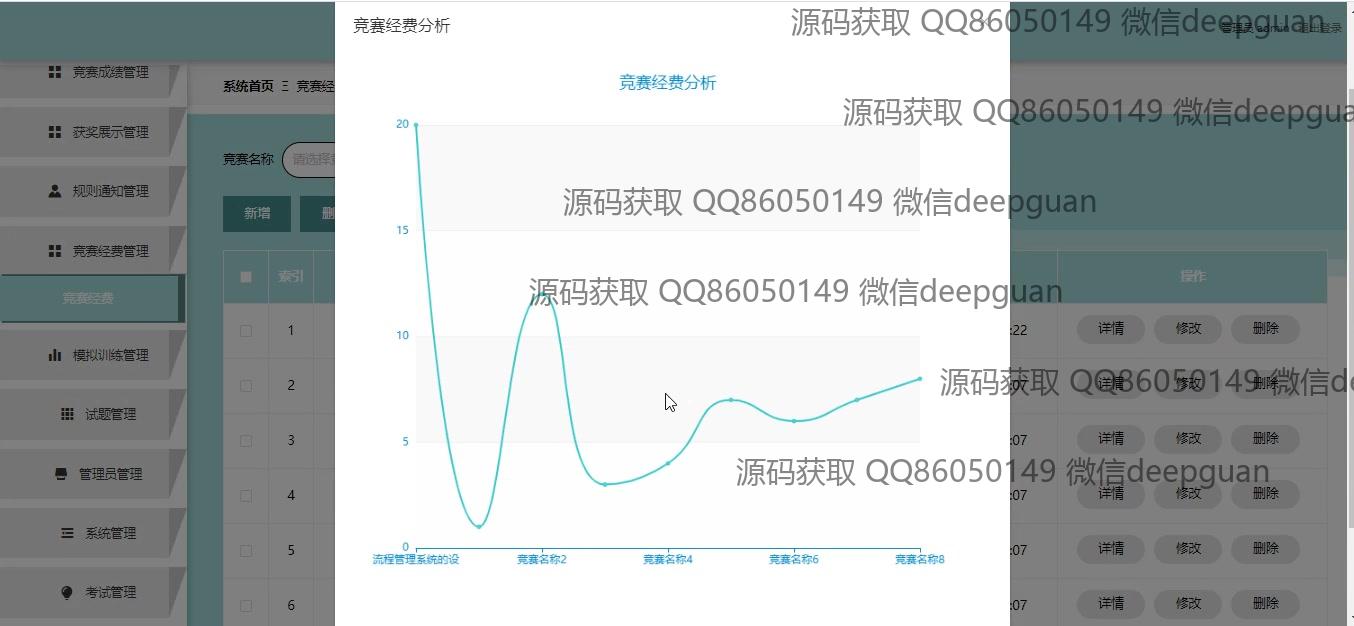 竞赛经费分析
源码获取 QQ86050149 微信deepguan
管理员 admin 退出登录
竞赛成绩管理
系统首页 Ξ 竞赛经
竞赛经费分析
源码获取 QQ86050149 微信deepgua
获奖展示管理
竞赛名称 请选择
规则通知管理
源码获取 QQ86050149 微信deepguan
新增
删
竞赛经费管理
索引
操作
源码获取 QQ86050149 微信deepguan
竞赛经费
1
:22
详情 修改 删除
模拟训练管理
2
:07
详情 修改 删除
源码获取 QQ86050149 微信de
试题管理
3
:07
详情 修改 删除
管理员管理
源码获取 QQ86050149 微信deepguan
4
:07
详情 修改 删除
系统管理
5
:07
详情 修改 删除
考试管理
6
:07
详情 修改 删除
20
15
10
5
0
流程管理系统的设 竞赛名称2 竞赛名称4 竞赛名称6 竞赛名称8